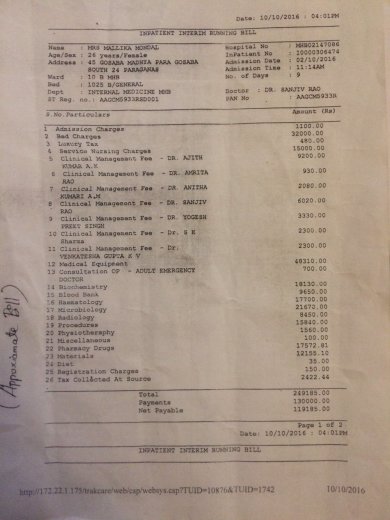 Date: 10/10/2016 : 04:01PM
INPATIENT INTERIM RUNNING BILL
Name : MRS MALLIKA MONDAL Hospital No : MH802147086
Age/Sex : 26 years/Female InPatient No : 10000306474
Address : 45 GOSABA MADHYA PARA GOSABA Admission Date : 02/10/2016
SOUTH 24 PARAGANAS Admission Time : 11:14AM
Ward : 10 B MHB No. of Days : 9
Bed : 1025 B/GENERAL
Dept : INTERNAL MEDICINE MHB Doctor : DR. SANJIV RAO
ST Reg. no.: AACCM5933RSD001 PAN No : AACCM5933R
S.No.Particulars Amount (Rs)
1 Admission Charges 1100.00
2 Bed Charges 32000.00
3 Luxury Tax 480.00
4 Service Nursing Charges 15000.00
5 Clinical Management Fee - DR. AJITH 9200.00
KUMAR A.K
6 Clinical Management Fee - DR. AMRITA 930.00
RAO
7 Clinical Management Fee - DR. ANITHA 2080.00
KUMARI A,M
8 Clinical Management Fee - DR. SANJIV 6020.00
RAO
9 Clinical Management Fee - DR. YOGESH 3330.00
PREET SINGH
10 Clinical Management Fee - Dr. S K 2300.00
Sharma
11 Clinical Management Fee - Dr. 2300.00
VENKATESHA GUPTA K V
12 Medical Equipment 49310.00
13 Consultation OP - ADULT EMERGENCY 700.00
DOCTOR
14 Biochemistry 18130.00
15 Blood Bank 9650.00
16 Haematology 17700.00
17 Microbiology 21670.00
18 Radiology 8450.00
19 Procedures 15840.00
20 Physiotheraphy 1560.00
21 Miscellaneous 100.00
22 Pharmacy Drugs 17572.81
23 Materials 12155.10
24 Diet 35.00
25 Registration Charges 150.00
26 Tax Collected At Source 2422.44
Total 249185.00
Payments 130000.00
Net Payable 119185.00
Page 1 of 2
Date: 10/10/2016 : 04:01PM
INPATIENT INTERIM RUNNING BILL
http://172.22.1.175/trakcare/web/csp/websys.csp?TUID=10876&TUID=1742 10/10/2016
(Approximate Bill)